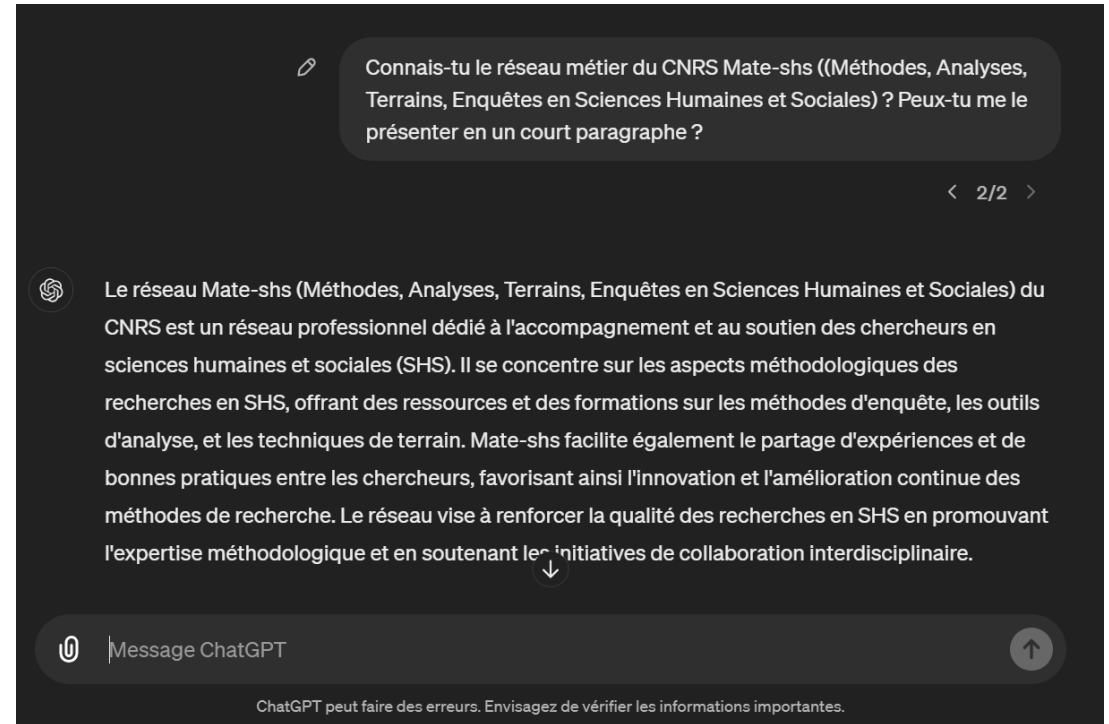 Connais-tu le réseau métier du CNRS Mate-shs ((Méthodes, Analyses,
Terrains, Enquêtes en Sciences Humaines et Sociales) ? Peux-tu me le
présenter en un court paragraphe ?
2/2
Le réseau Mate-shs (Méthodes, Analyses, Terrains, Enquêtes en Sciences Humaines et Sociales) du
CNRS est un réseau professionnel dédié à l'accompagnement et au soutien des chercheurs en
sciences humaines et sociales (SHS). Il se concentre sur les aspects méthodologiques des
recherches en SHS, offrant des ressources et des formations sur les méthodes d'enquête, les outils
d'analyse, et les techniques de terrain. Mate-shs facilite également le partage d'expériences et de
bonnes pratiques entre les chercheurs, favorisant ainsi l'innovation et l'amélioration continue des
méthodes de recherche. Le réseau vise à renforcer la qualité des recherches en SHS en promouvant
l'expertise méthodologique et en soutenant les initiatives de collaboration interdisciplinaire.
Message ChatGPT
ChatGPT peut faire des erreurs. Envisagez de vérifier les informations importantes.